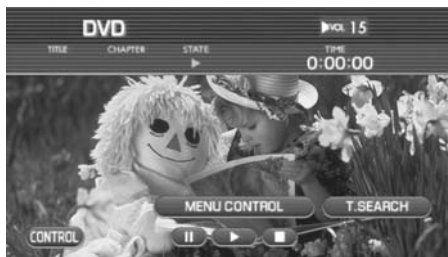 DVD VOL 15
TITLE CHAPTER STATE TIME
0:00:00
MENU CONTROL T.SEARCH
CONTROL